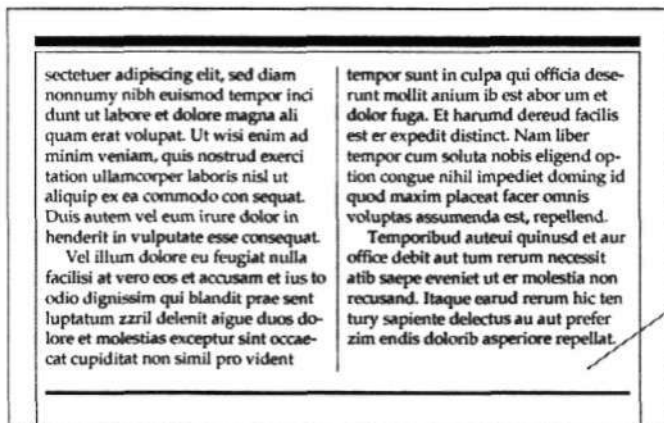 sectetuer adipiscing elit, sed diam
nonnumy nibh euismod tempor inci
dunt ut labore et dolore magna ali
quam erat volupat. Ut wisi enim ad
minim veniam, quis nostrud exerci
tation ullamcorper laboris nisl ut
aliquip ex ea commodo con sequat.
Duis autem vel eum irure dolor in
henderit in vulputate esse consequat.
Vel illum dolore eu feugiat nulla
facilisi at vero eos et accusam et ius to
odio dignissim qui blandit prae sent
luptatum zzril delenit aigue duos do-
lore et molestias exceptur sint occae-
cat cupiditat non simil pro vident
tempor sunt in culpa qui officia dese-
runt mollit anium ib est abor um et
dolor fuga. Et harumd dereud facilis
est er expedit distinct. Nam liber
tempor cum soluta nobis eligend op-
tion congue nihil impediet doming id
quod maxim placeat facer omnis
voluptas assumenda est, repellend.
Temporibud auteui quinusd et aur
office debit aut tum rerum necessit
atib saepe eveniet ut er molestia non
recusand. Itaque earud rerum hic ten
tury sapiente delectus au aut prefer
zim endis dolorib asperiore repellat.